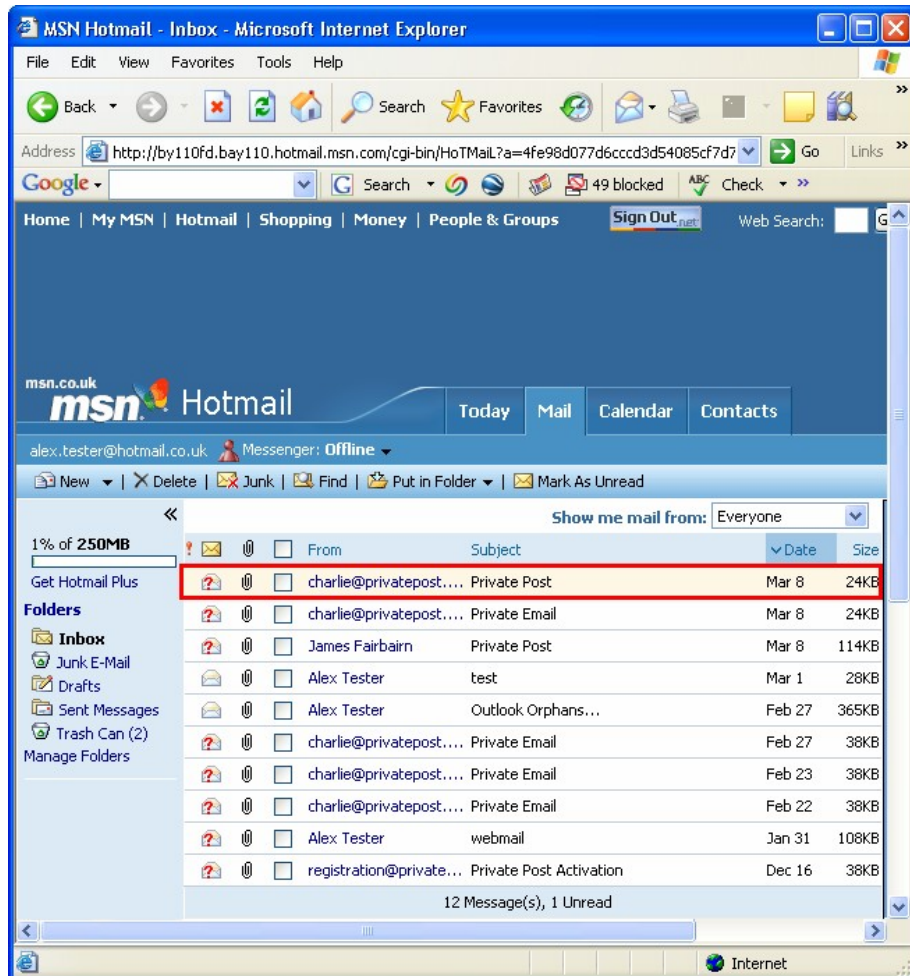 MSN Hotmail - Inbox - Microsoft Internet Explorer
File Edit View Favorites Tools Help
Back Search Favorites »
Address http://by110fd.bay110.hotmail.msn.com/cgi-bin/HoTMaiL?a=4fe98d077d6cccd3d54085cf7d7 Go Links »
Google Search 49 blocked ABC Check »
Home | My MSN | Hotmail | Shopping | Money | People & Groups Sign Out.net Web Search: G
msn.co.uk
msn Hotmail
Today Mail Calendar Contacts
alex.tester@hotmail.co.uk Messenger: Offline
New | Delete | Junk | Find | Put in Folder | Mark As Unread
« Show me mail from: Everyone
1% of 250MB
Get Hotmail Plus
Folders
Inbox
Junk E-Mail
Drafts
Sent Messages
Trash Can (2)
Manage Folders
! From Subject Date Size
charlie@privatepost.... Private Post Mar 8 24KB
charlie@privatepost.... Private Email Mar 8 24KB
James Fairbairn Private Post Mar 8 114KB
Alex Tester test Mar 1 28KB
Alex Tester Outlook Orphans... Feb 27 365KB
charlie@privatepost.... Private Email Feb 27 38KB
charlie@privatepost.... Private Email Feb 23 38KB
charlie@privatepost.... Private Email Feb 22 38KB
Alex Tester webmail Jan 31 108KB
registration@private... Private Post Activation Dec 16 38KB
12 Message(s), 1 Unread
Internet